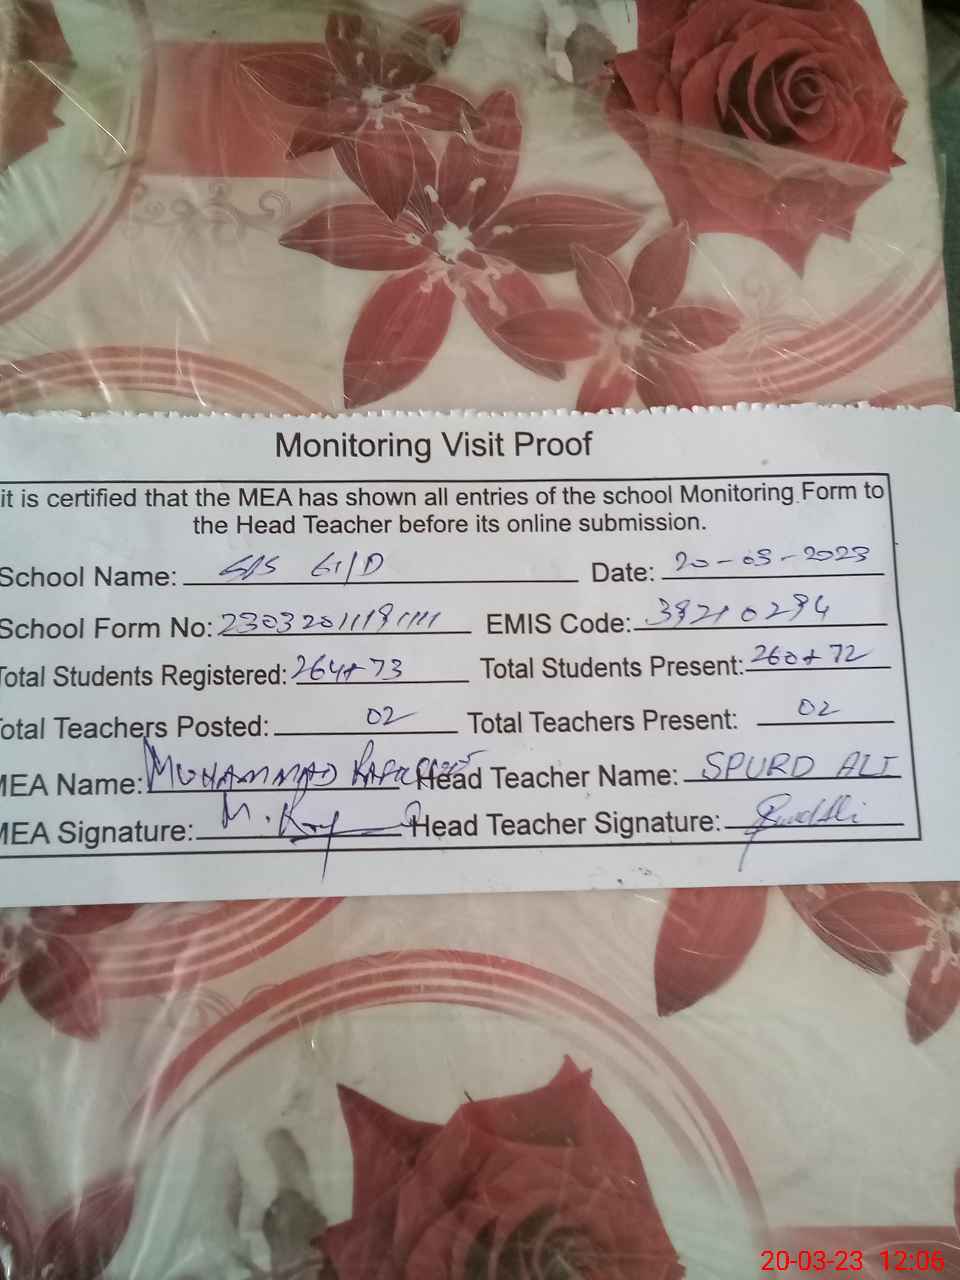 Monitoring Visit Proof
it is certified that the MEA has shown all entries of the school Monitoring Form to
the Head Teacher before its online submission.
School Name: Date: 20-03-2023
School Form No: EMIS Code: 38210294
Total Students Registered: 264+73 Total Students Present: 260+72
Total Teachers Posted: 02 Total Teachers Present: 02
MEA Name: MUHAMMAD Head Teacher Name: SPURD ALI
MEA Signature: Head Teacher Signature:
20-03-23 12:06